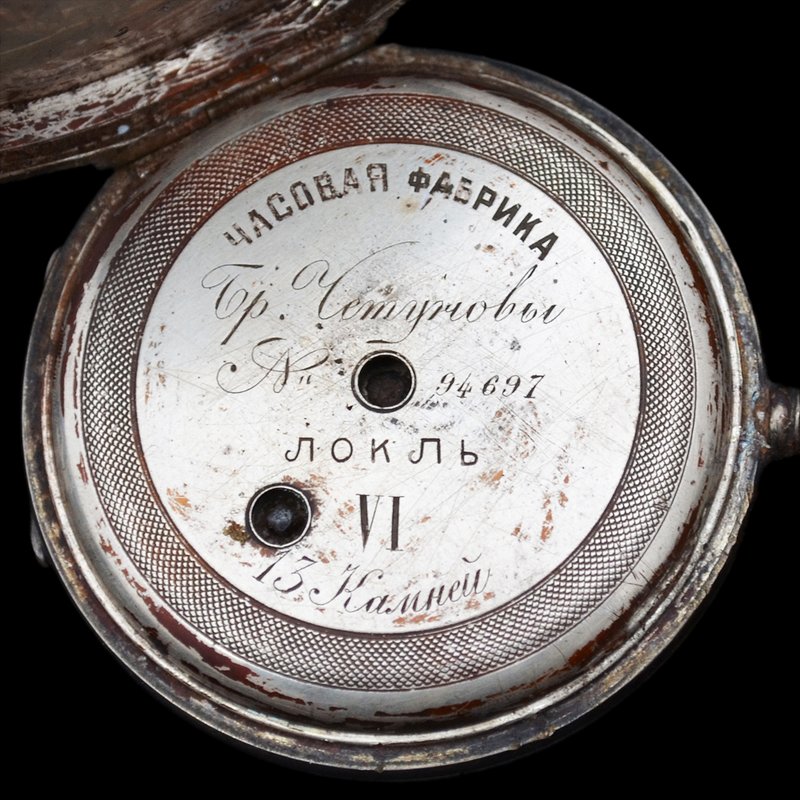 ЧАСОВАЯ ФАБРИКА
Бр. Четуновы
№ 94697
ЛОКЛЬ
VI
13 Камней